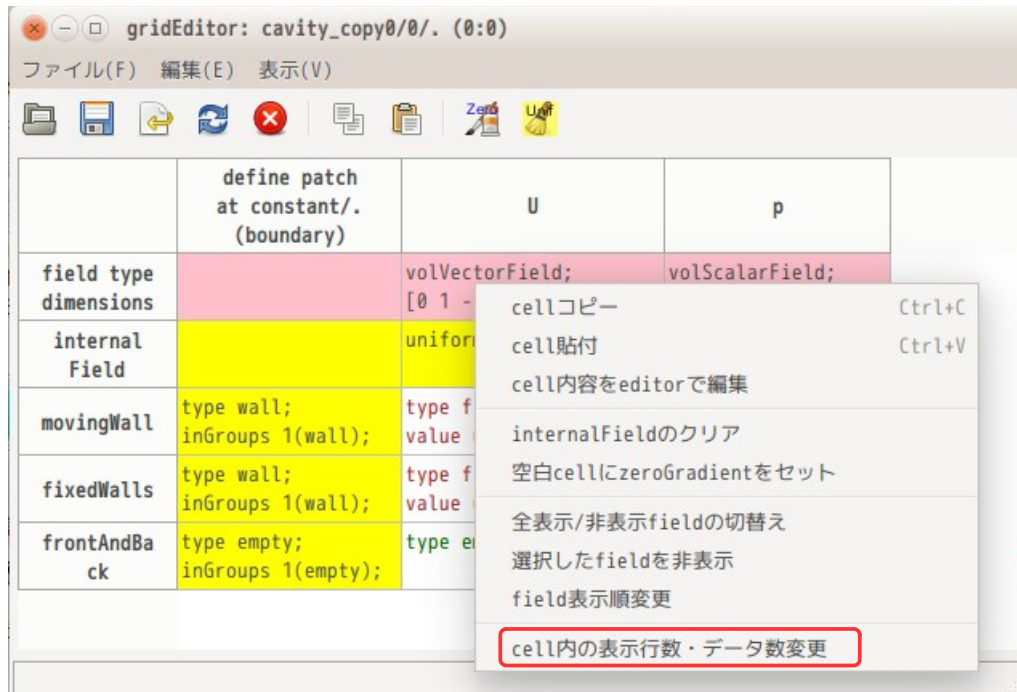 gridEditor: cavity_copy0/0/. (0:0)
ファイル(F) 編集(E) 表示(V)
Zero Unif
define patch
at constant/.
(boundary)
U
p
field type
dimensions
volVectorField;
[0 1 -
volScalarField;
internal
Field
uniform
movingWall
type wall;
inGroups 1(wall);
type f
value
fixedWalls
type wall;
inGroups 1(wall);
type f
value
frontAndBa
ck
type empty;
inGroups 1(empty);
type e
cellコピー Ctrl+C
cell貼付 Ctrl+V
cell内容をeditorで編集
internalFieldのクリア
空白cellにzeroGradientをセット
全表示/非表示fieldの切替え
選択したfieldを非表示
field表示順変更
cell内の表示行数・データ数変更